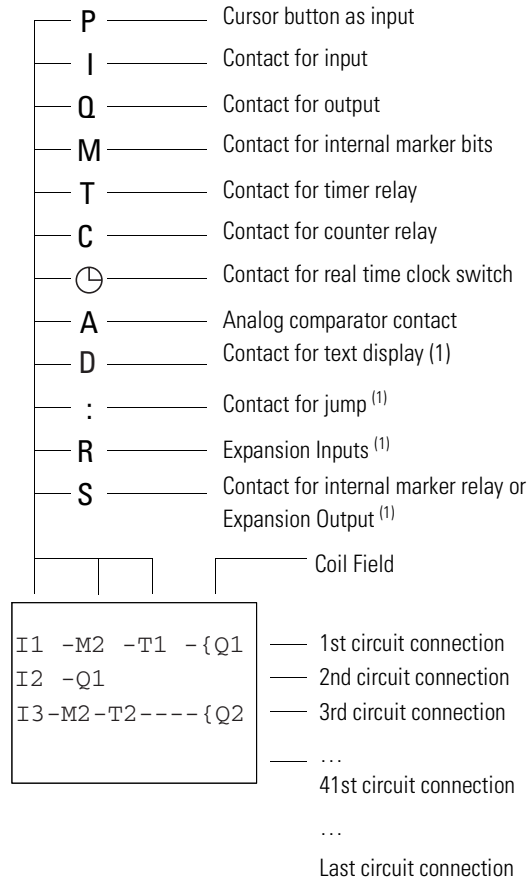 P Cursor button as input
I Contact for input
Q Contact for output
M Contact for internal marker bits
T Contact for timer relay
C Contact for counter relay
Contact for real time clock switch
A Analog comparator contact
D Contact for text display (1)
: Contact for jump (1)
R Expansion Inputs (1)
S Contact for internal marker relay or
Expansion Output (1)
Coil Field
I1 -M2 -T1 -{Q1 1st circuit connection
I2 -Q1 2nd circuit connection
I3-M2-T2----{Q2 3rd circuit connection
...
41st circuit connection
...
Last circuit connection